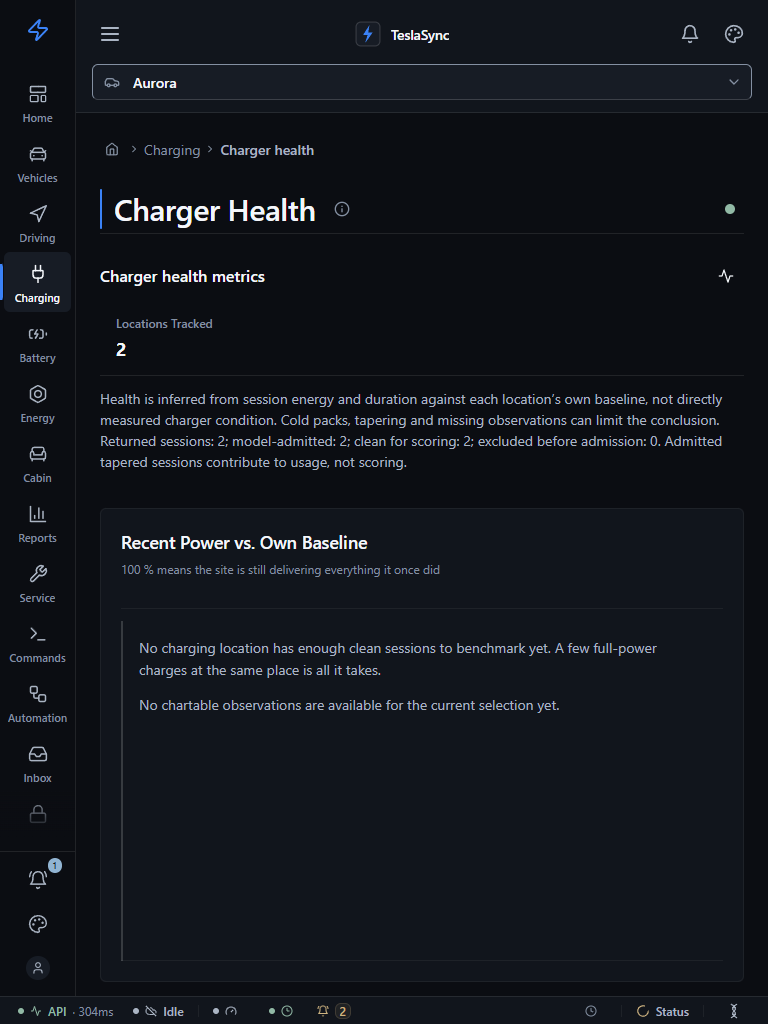 TeslaSync
Aurora
Home
Vehicles
Driving
Charging
Battery
Energy
Cabin
Reports
Service
Commands
Automation
Inbox
1
Charging
Charger health
Charger Health
Charger health metrics
Locations Tracked
2
Health is inferred from session energy and duration against each location's own baseline, not directly
measured charger condition. Cold packs, tapering and missing observations can limit the conclusion.
Returned sessions: 2; model-admitted: 2; clean for scoring: 2; excluded before admission: 0. Admitted
tapered sessions contribute to usage, not scoring.
Recent Power vs. Own Baseline
100 % means the site is still delivering everything it once did
No charging location has enough clean sessions to benchmark yet. A few full-power
charges at the same place is all it takes.
No chartable observations are available for the current selection yet.
API · 304ms
Idle
2
Status